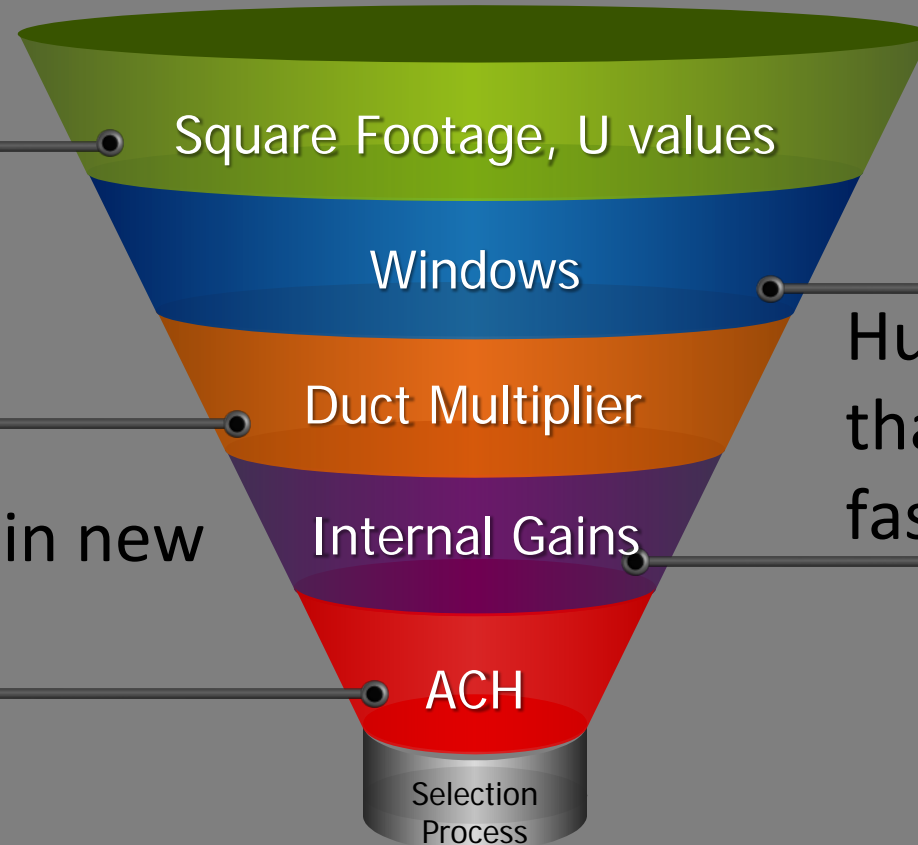 Square Footage, U values
Windows
Duct Multiplier
in new
Internal Gains
ACH
Selection
Process